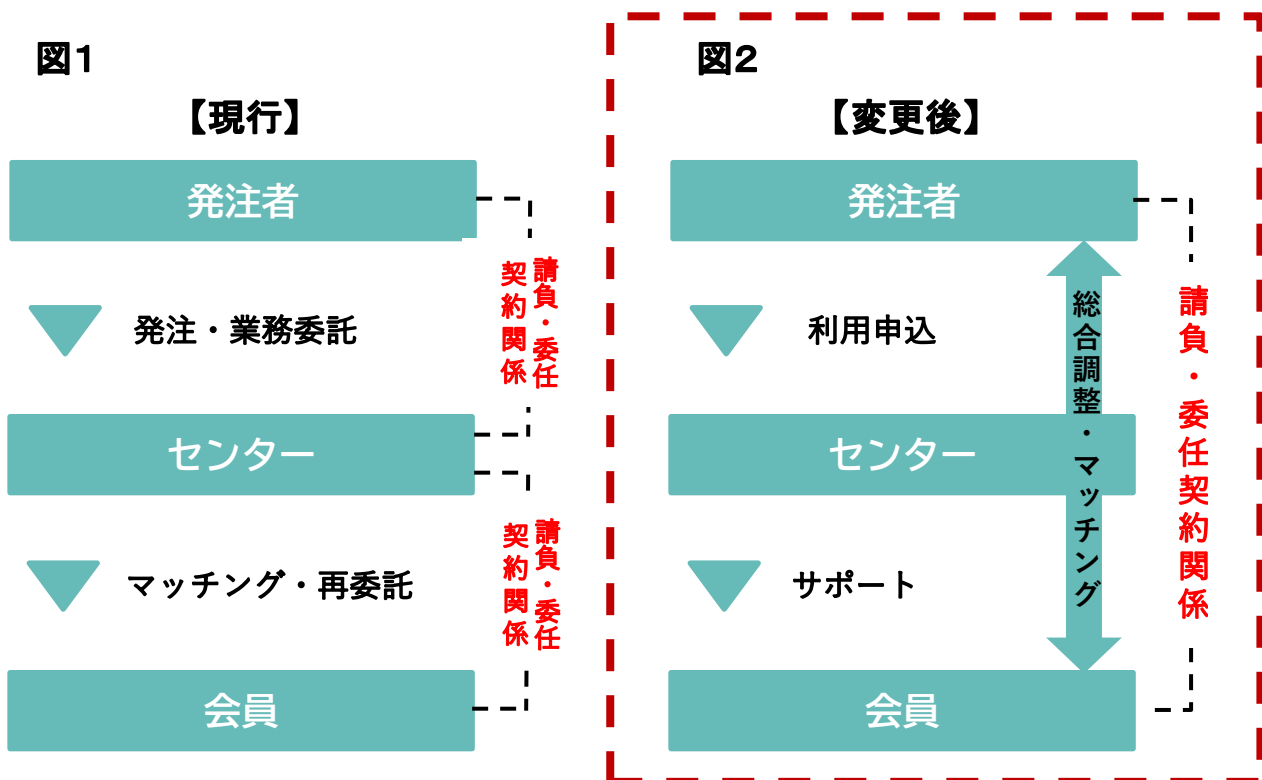 図1
【現行】
発注者
発注・業務委託
請負・委任
契約関係
センター
マッチング・再委託
請負・委任
契約関係
会員
図2
【変更後】
発注者
利用申込
総合調整・マッチング
請負・委任契約関係
センター
サポート
会員